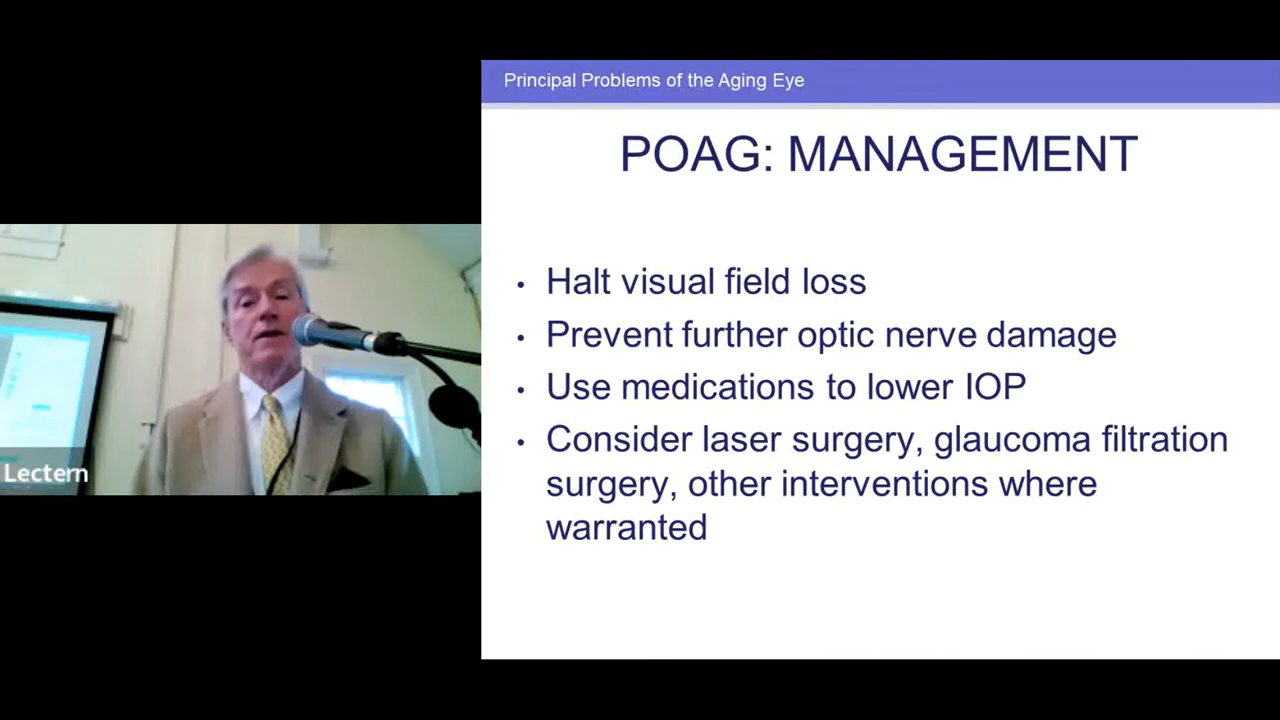 Principal Problems of the Aging Eye
POAG: MANAGEMENT
• Halt visual field loss
• Prevent further optic nerve damage
• Use medications to lower IOP
• Consider laser surgery, glaucoma filtration
surgery, other interventions where
warranted
Lectern